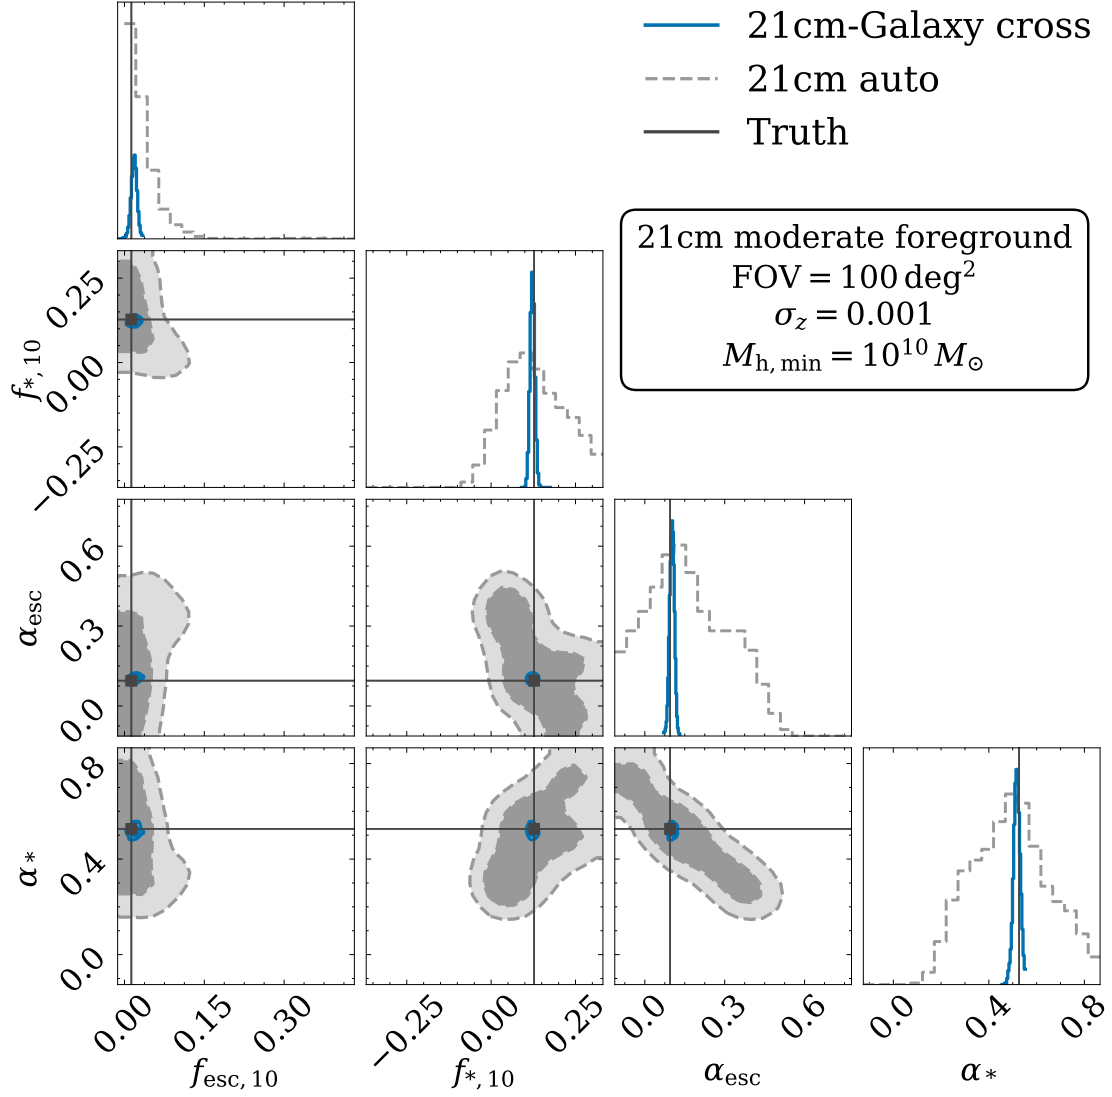 21cm-Galaxy cross
21cm auto
Truth
21cm moderate foreground
FOV = 100 deg²
σ_z = 0.001
M_h, min = 10¹⁰ M_⊙
f_*, 10
0.25
0.00
−0.25
α_esc
0.6
0.3
0.0
α_*
0.8
0.4
0.0
0.00 0.15 0.30
f_esc, 10
−0.25 0.00 0.25
f_*, 10
0.0 0.3 0.6
α_esc
0.0 0.4 0.8
α_*